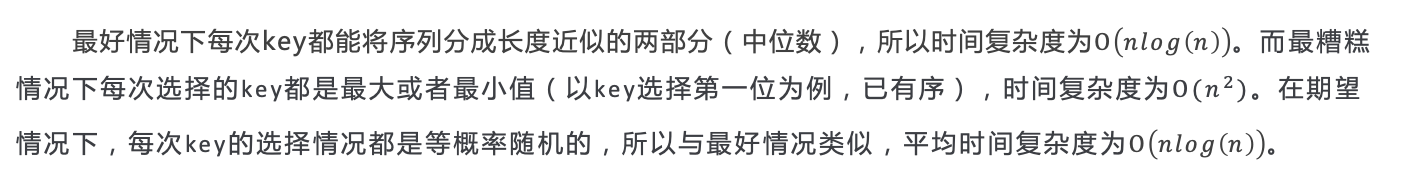 最好情况下每次key都能将序列分成长度近似的两部分（中位数），所以时间复杂度为O(nlog(n))。而最糟糕
情况下每次选择的key都是最大或者最小值（以key选择第一位为例，已有序），时间复杂度为O(n²)。在期望
情况下，每次key的选择情况都是等概率随机的，所以与最好情况类似，平均时间复杂度为O(nlog(n))。